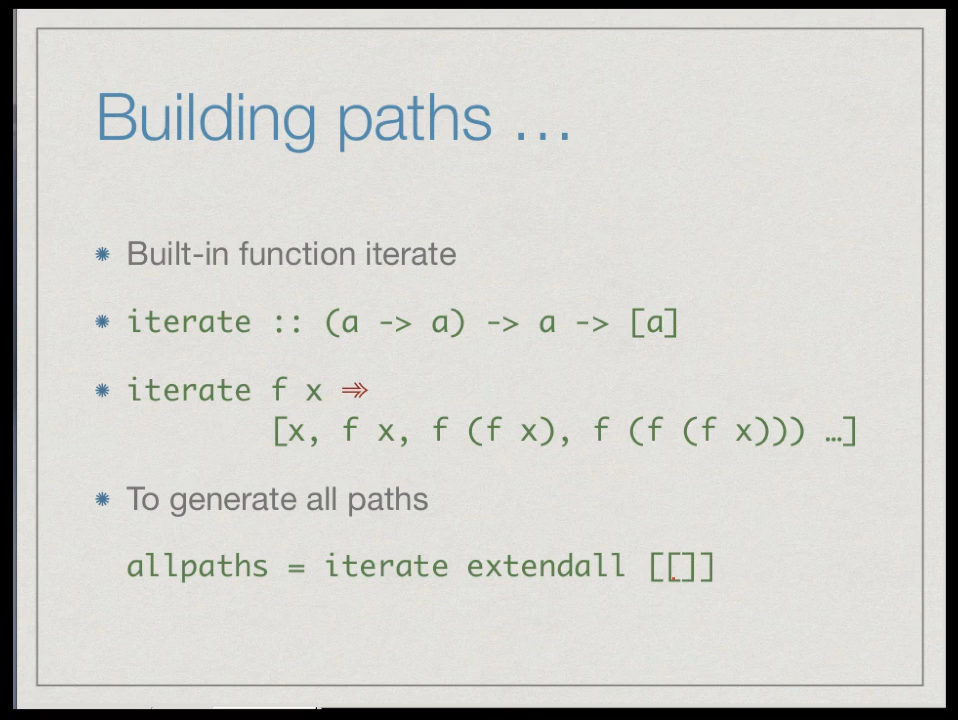 Building paths …
Built-in function iterate
iterate :: (a -> a) -> a -> [a]
iterate f x ⇛
[x, f x, f (f x), f (f (f x))) …]
To generate all paths
allpaths = iterate extendall [[]]